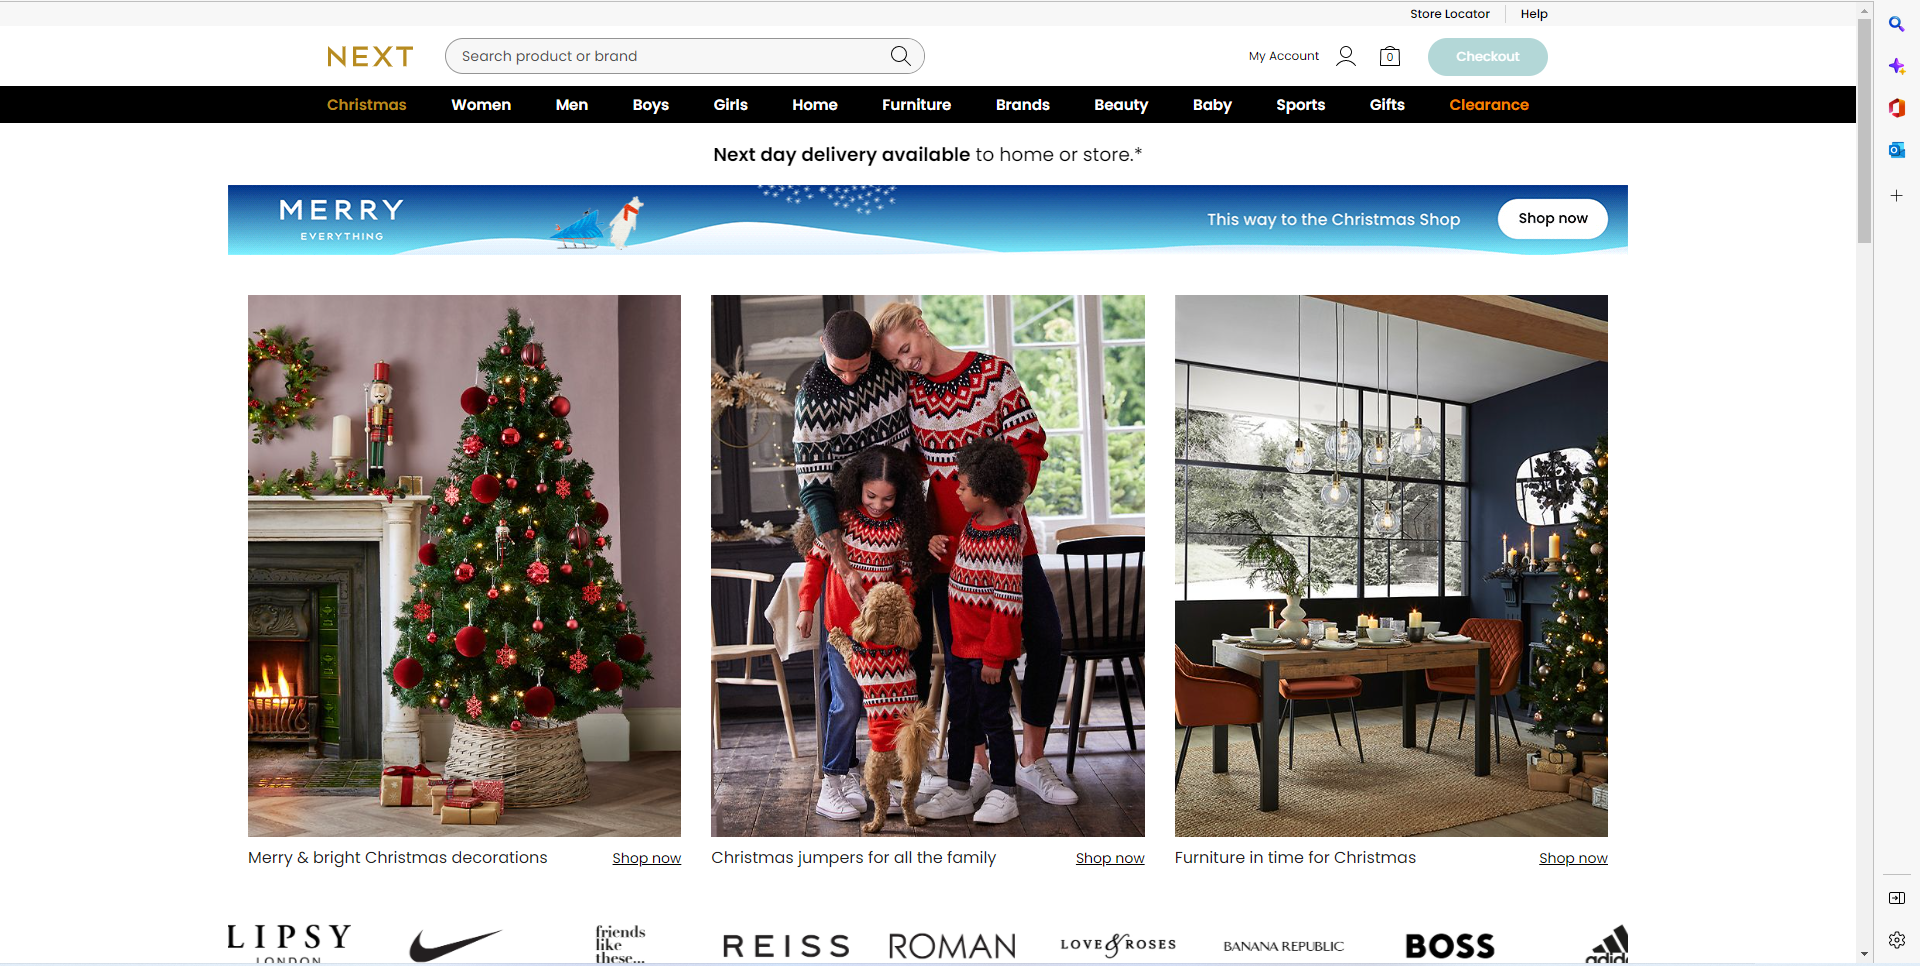 Store Locator Help
NEXT
Search product or brand
My Account
0
Checkout
Christmas Women Men Boys Girls Home Furniture Brands Beauty Baby Sports Gifts Clearance
Next day delivery available to home or store.*
MERRY
EVERYTHING
This way to the Christmas Shop
Shop now
Merry & bright Christmas decorations Shop now
Christmas jumpers for all the family Shop now
Furniture in time for Christmas Shop now
LIPSY
LONDON
friends
like
these...
REISS
ROMAN
LOVE & ROSES
BANANA REPUBLIC
BOSS
adidas